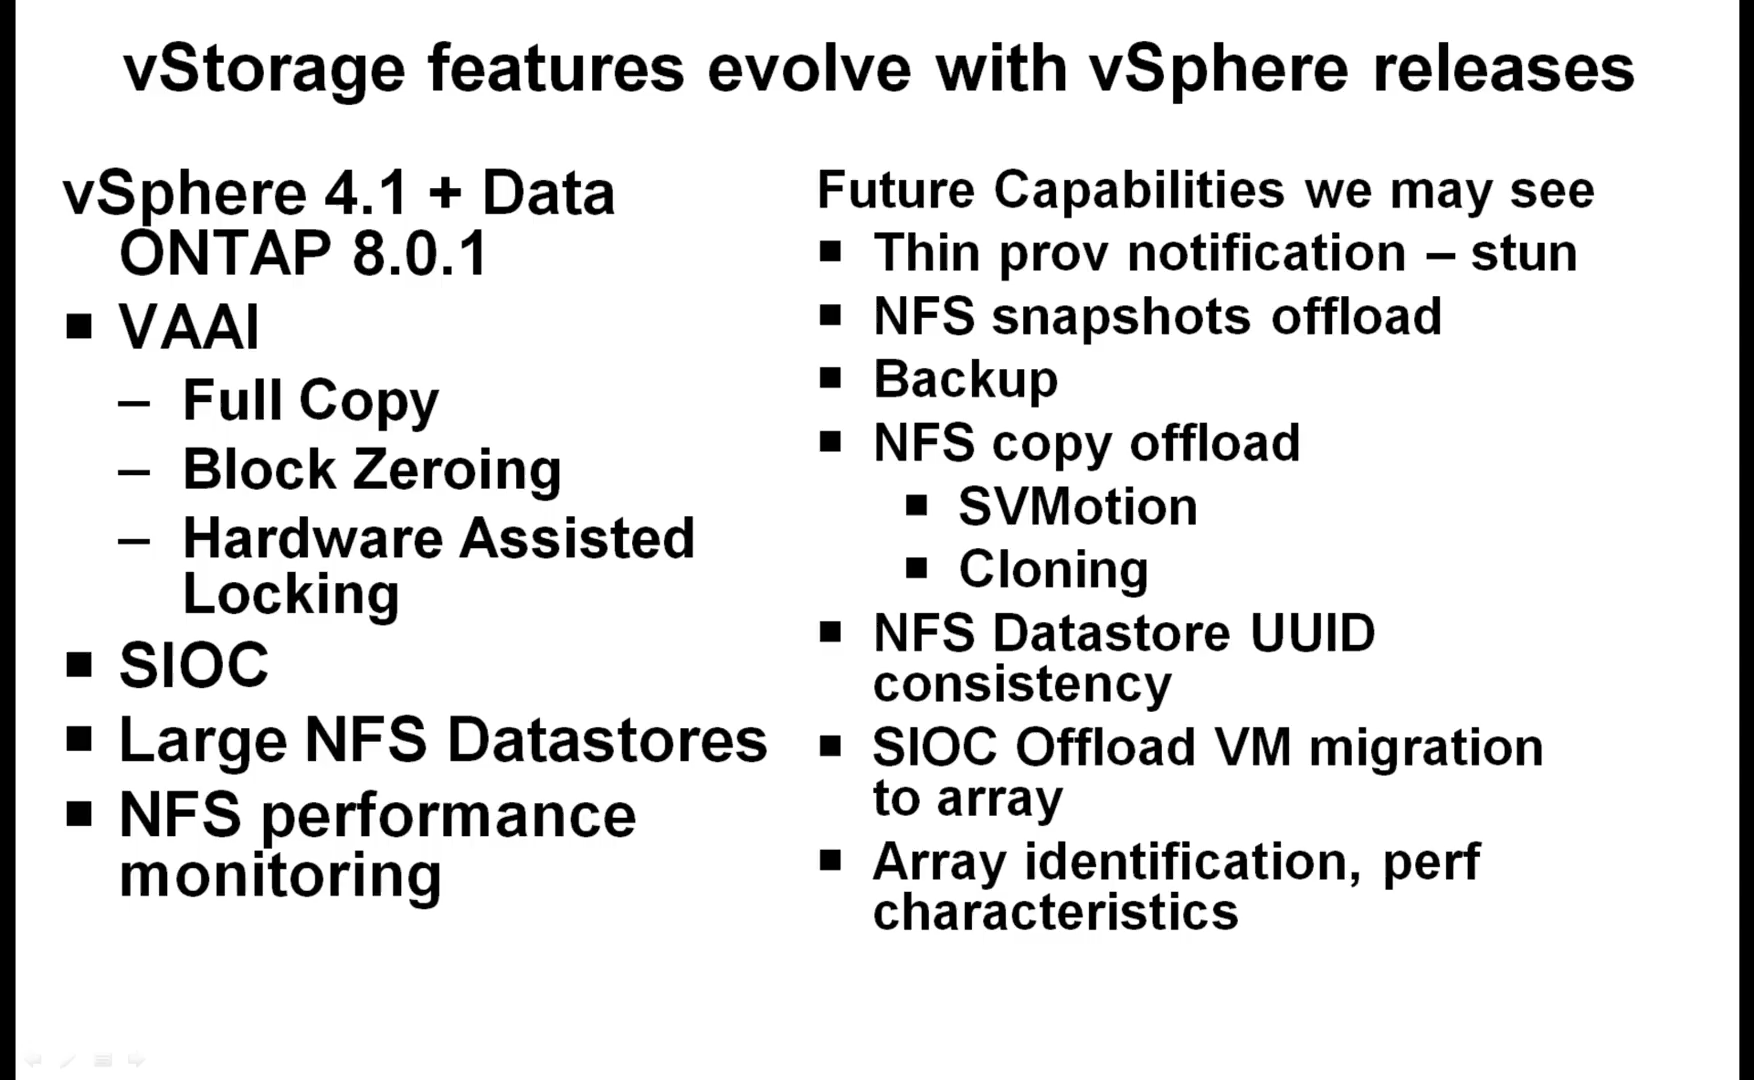 vStorage features evolve with vSphere releases
vSphere 4.1 + Data
ONTAP 8.0.1
■ VAAI
– Full Copy
– Block Zeroing
– Hardware Assisted
Locking
■ SIOC
■ Large NFS Datastores
■ NFS performance
monitoring
Future Capabilities we may see
■ Thin prov notification – stun
■ NFS snapshots offload
■ Backup
■ NFS copy offload
■ SVMotion
■ Cloning
■ NFS Datastore UUID
consistency
■ SIOC Offload VM migration
to array
■ Array identification, perf
characteristics